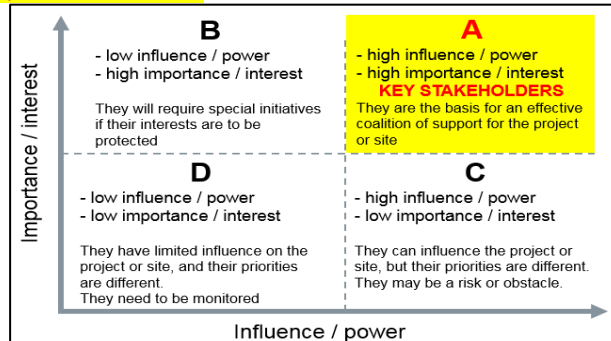 B
- low influence / power
- high importance / interest
They will require special initiatives
if their interests are to be
protected
A
- high influence / power
- high importance / interest
KEY STAKEHOLDERS
They are the basis for an effective
coalition of support for the project
or site
D
- low influence / power
- low importance / interest
They have limited influence on the
project or site, and their priorities
are different.
They need to be monitored
C
- high influence / power
- low importance / interest
They can influence the project or
site, but their priorities are different.
They may be a risk or obstacle.
Importance / interest
Influence / power